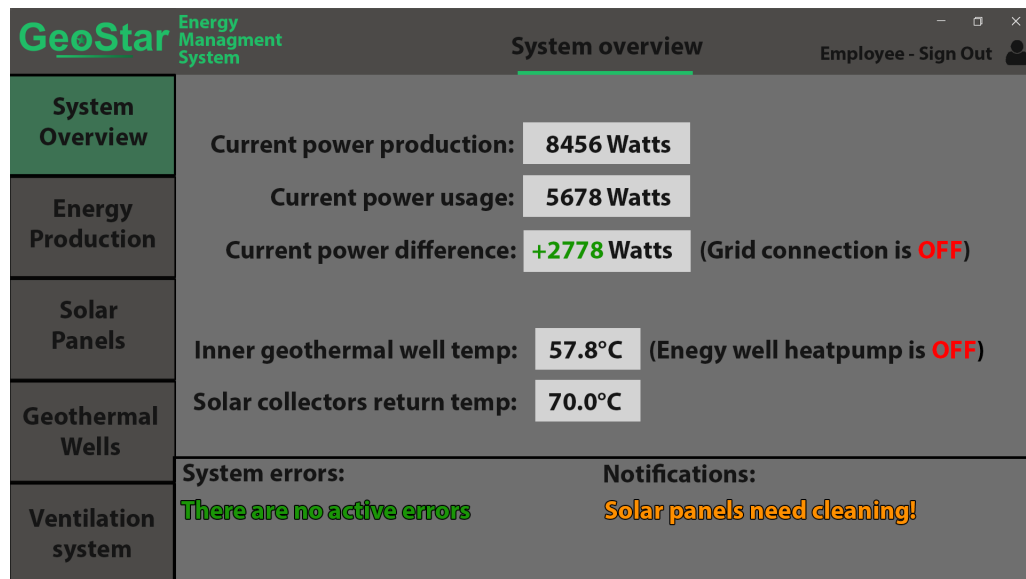 GeoStar
Energy
Managment
System
System overview
Employee - Sign Out
System
Overview
Energy
Production
Solar
Panels
Geothermal
Wells
Ventilation
system
Current power production: 8456 Watts
Current power usage: 5678 Watts
Current power difference: +2778 Watts (Grid connection is OFF)
Inner geothermal well temp: 57.8°C (Enegy well heatpump is OFF)
Solar collectors return temp: 70.0°C
System errors:
There are no active errors
Notifications:
Solar panels need cleaning!